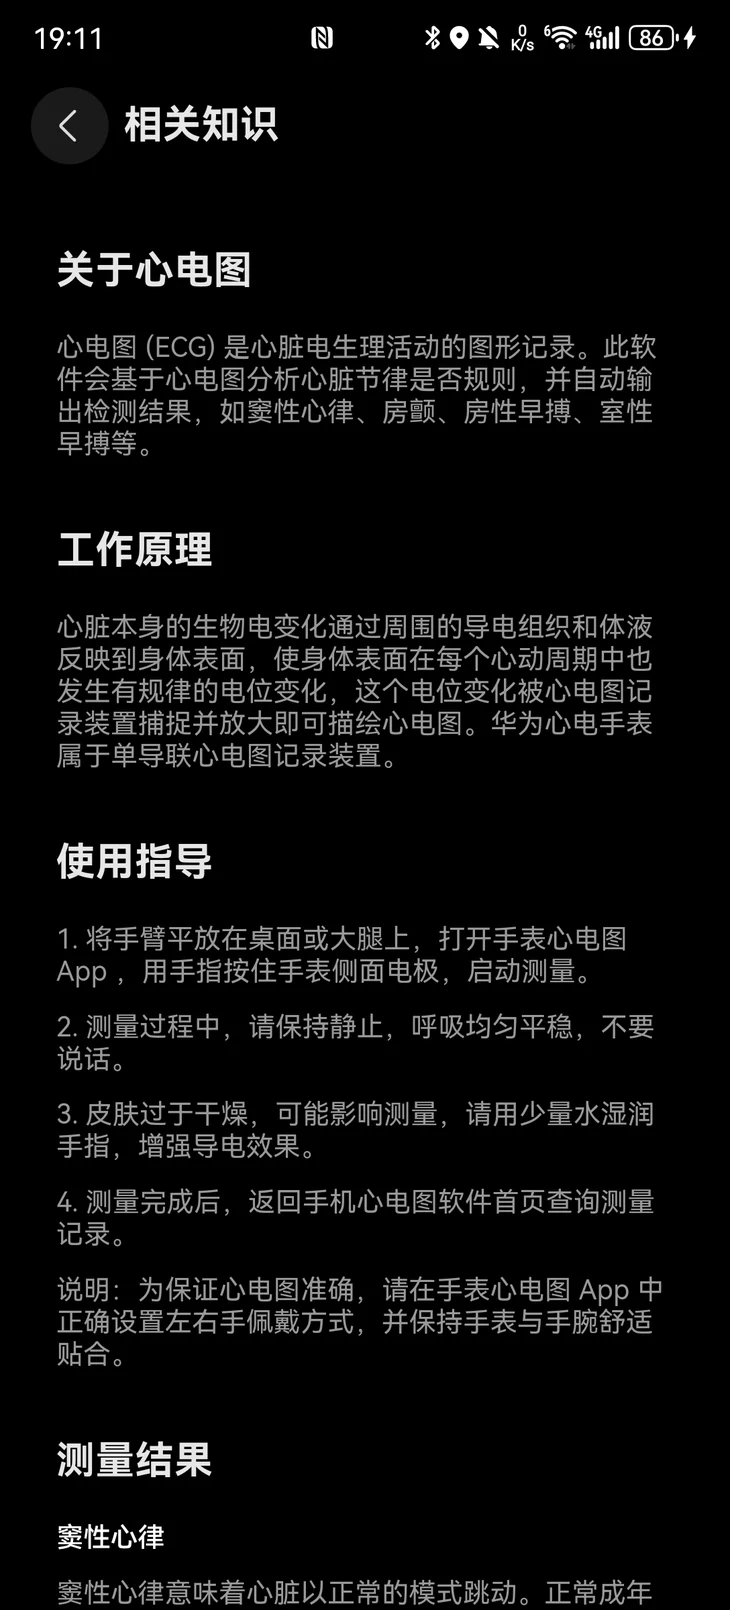 19:11
0 K/s
6
4G
86
相关知识
关于心电图
心电图 (ECG) 是心脏电生理活动的图形记录。此软
件会基于心电图分析心脏节律是否规则，并自动输
出检测结果，如窦性心律、房颤、房性早搏、室性
早搏等。
工作原理
心脏本身的生物电变化通过周围的导电组织和体液
反映到身体表面，使身体表面在每个心动周期中也
发生有规律的电位变化，这个电位变化被心电图记
录装置捕捉并放大即可描绘心电图。华为心电手表
属于单导联心电图记录装置。
使用指导
1. 将手臂平放在桌面或大腿上，打开手表心电图
App ，用手指按住手表侧面电极，启动测量。
2. 测量过程中，请保持静止，呼吸均匀平稳，不要
说话。
3. 皮肤过于干燥，可能影响测量，请用少量水湿润
手指，增强导电效果。
4. 测量完成后，返回手机心电图软件首页查询测量
记录。
说明：为保证心电图准确，请在手表心电图 App 中
正确设置左右手佩戴方式，并保持手表与手腕舒适
贴合。
测量结果
窦性心律
窦性心律意味着心脏以正常的模式跳动。正常成年